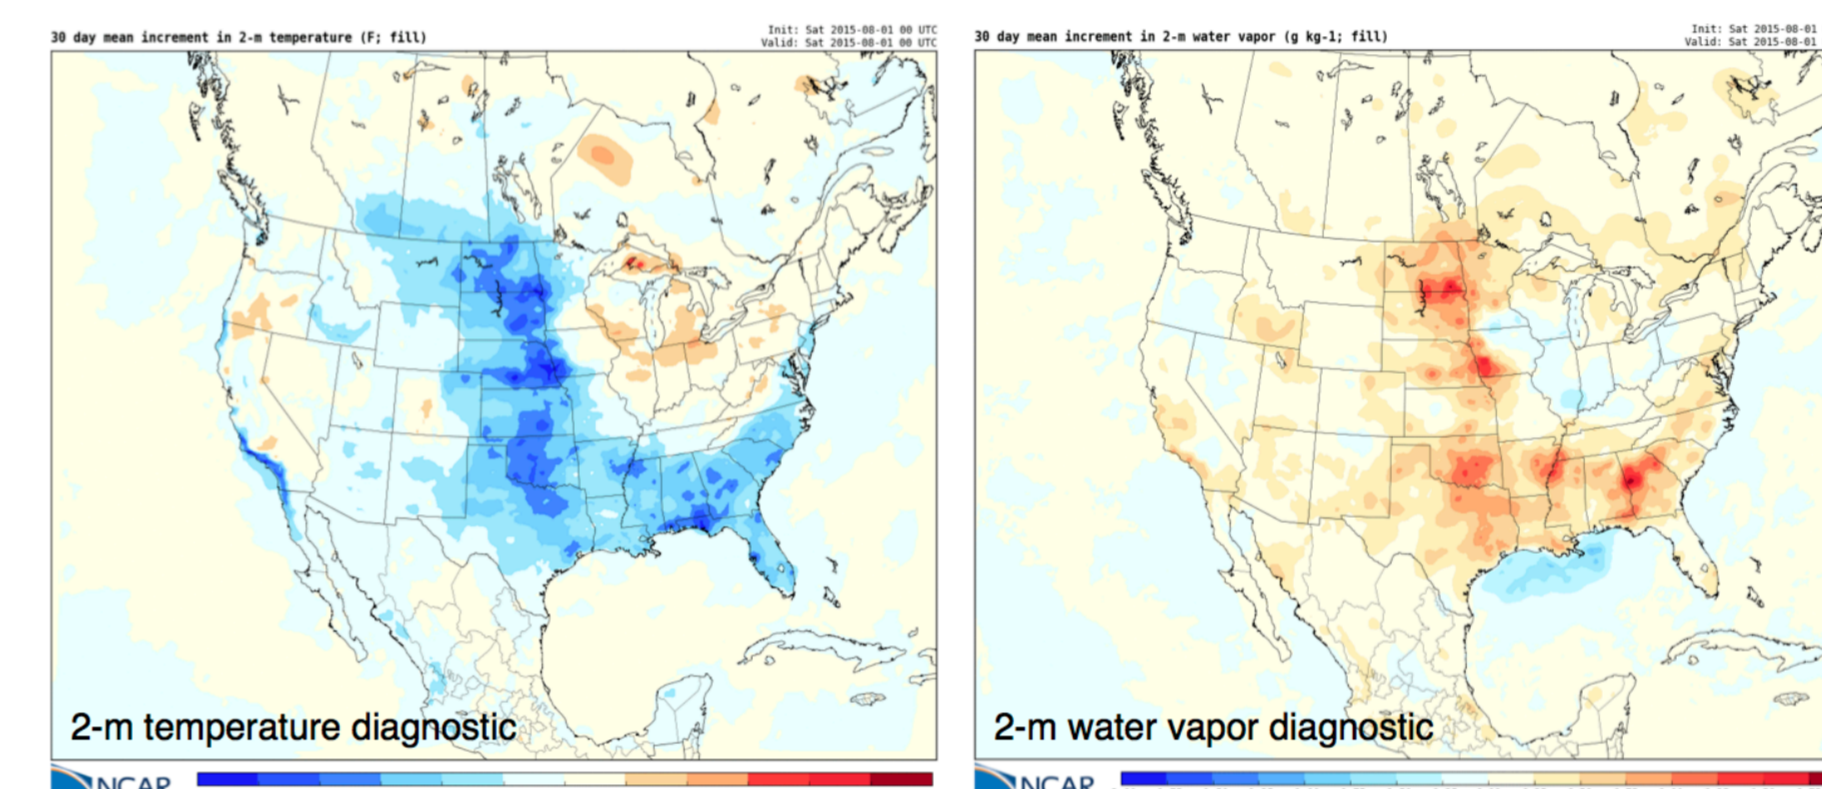 30 day mean increment in 2-m temperature (F; fill)
Init: Sat 2015-08-01 00 UTC
Valid: Sat 2015-08-01 00 UTC
2-m temperature diagnostic
NCAR
30 day mean increment in 2-m water vapor (g kg-1; fill)
Init: Sat 2015-08-01
Valid: Sat 2015-08-01
2-m water vapor diagnostic
NCAR